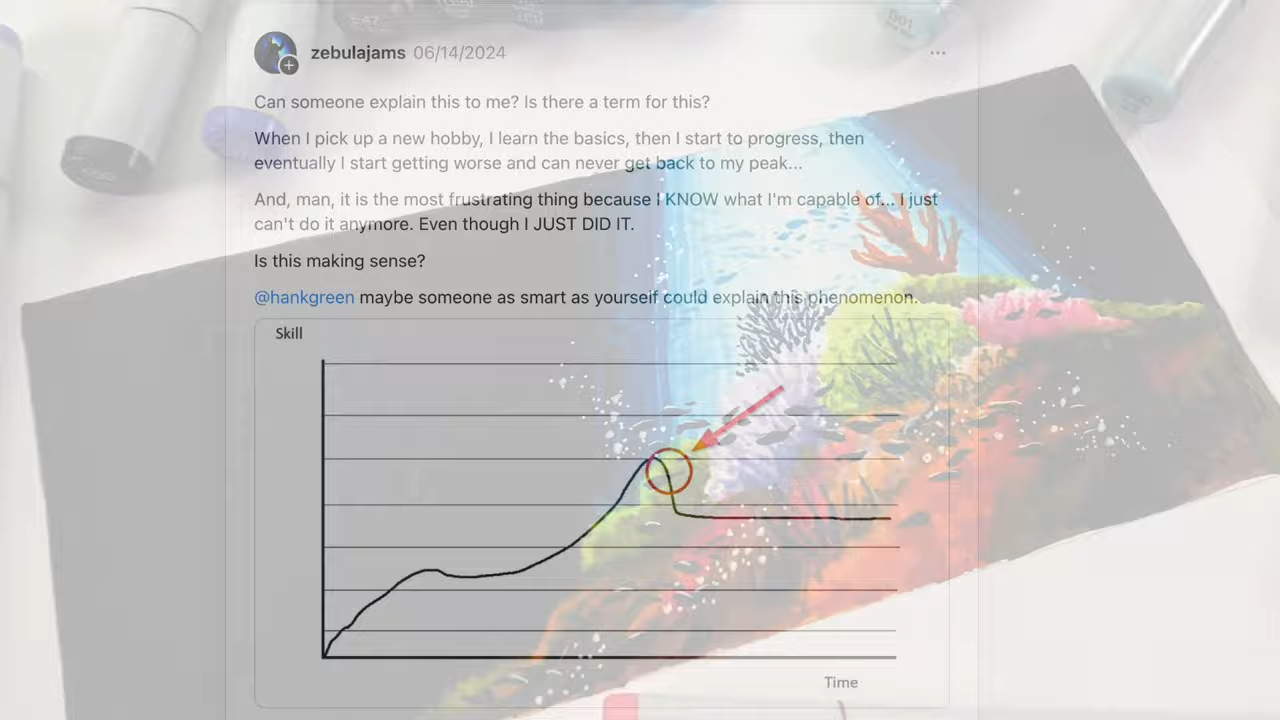 zebulajams 06/14/2024
Can someone explain this to me? Is there a term for this?
When I pick up a new hobby, I learn the basics, then I start to progress, then
eventually I start getting worse and can never get back to my peak...
And, man, it is the most frustrating thing because I KNOW what I'm capable of... I just
can't do it anymore. Even though I JUST DID IT.
Is this making sense?
@hankgreen maybe someone as smart as yourself could explain this phenomenon.
Skill
Time